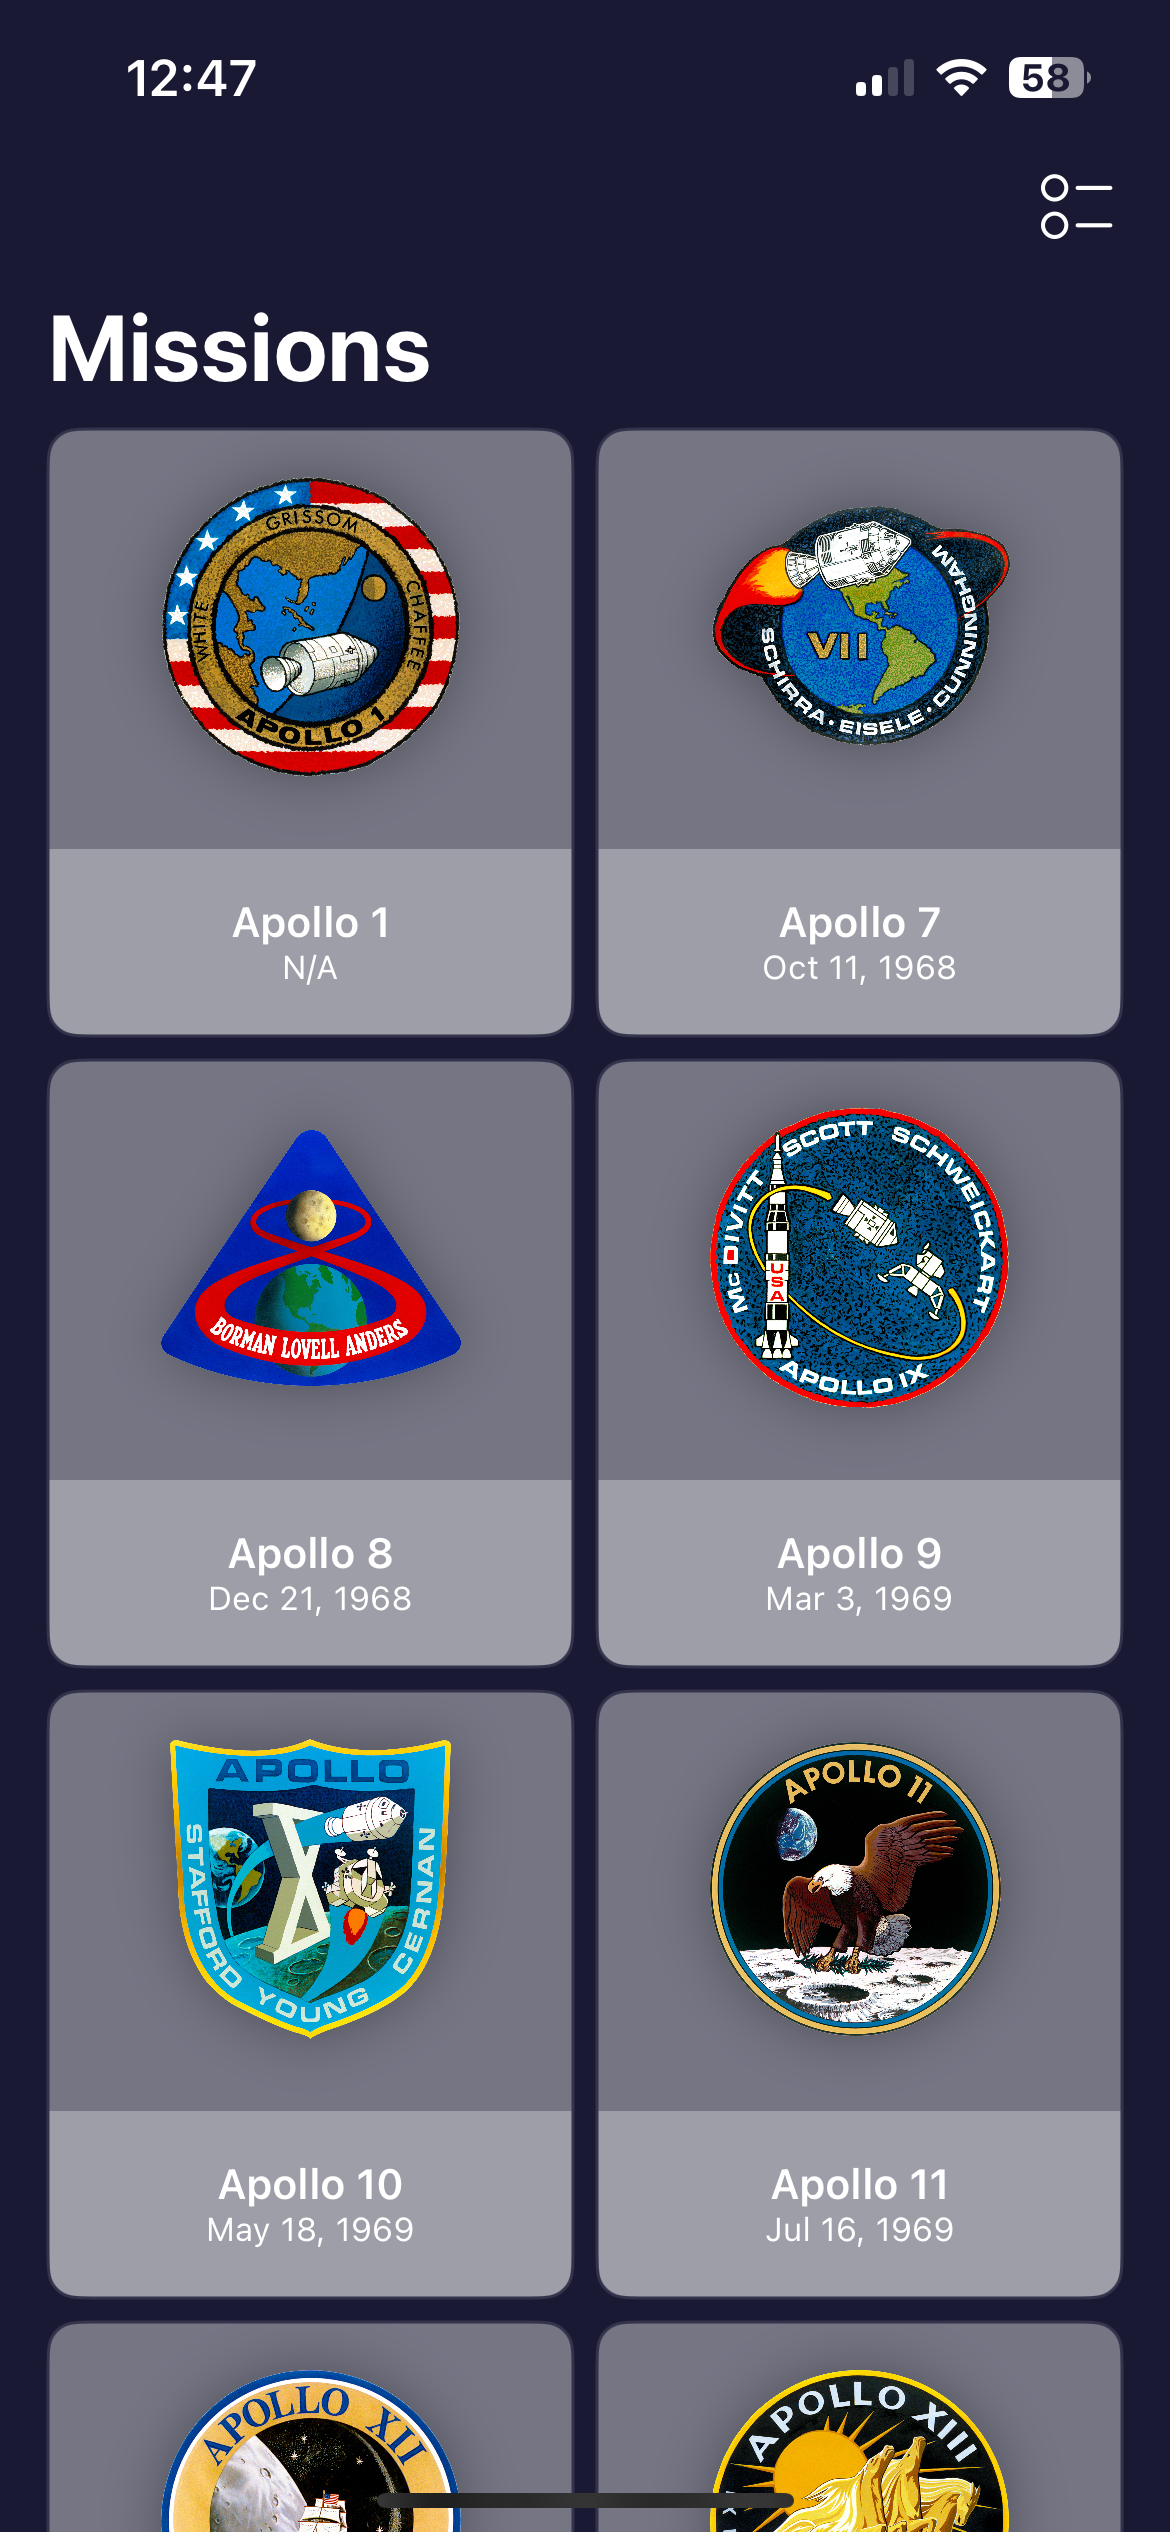 12:47
58
Missions
GRISSOM
WHITE
CHAFFEE
APOLLO 1
VII
SCHIRRA · EISELE · CUNNINGHAM
Apollo 1
N/A
Apollo 7
Oct 11, 1968
BORMAN LOVELL ANDERS
McDIVITT SCOTT SCHWEICKART
USA
APOLLO IX
Apollo 8
Dec 21, 1968
Apollo 9
Mar 3, 1969
APOLLO
X
STAFFORD YOUNG CERNAN
APOLLO 11
Apollo 10
May 18, 1969
Apollo 11
Jul 16, 1969
APOLLO XII
APOLLO XIII